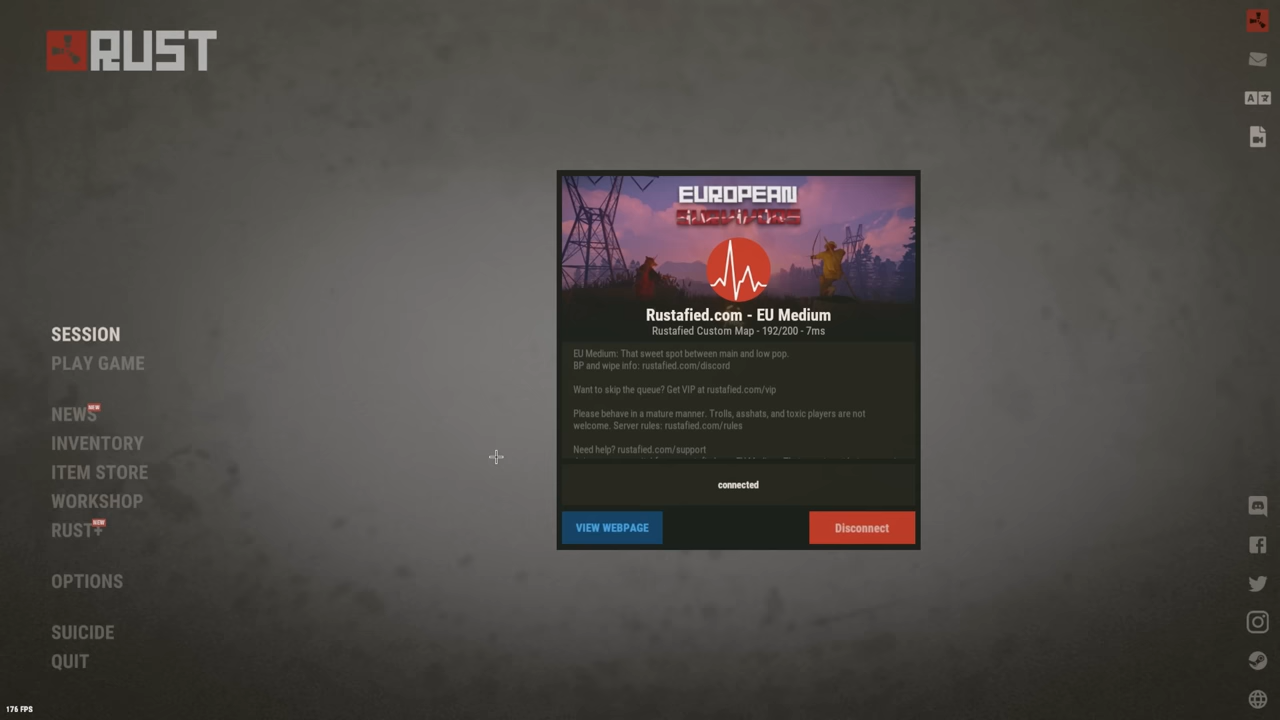 RUST
SESSION
PLAY GAME
NEWS NEW
INVENTORY
ITEM STORE
WORKSHOP
RUST+ NEW
OPTIONS
SUICIDE
QUIT
176 FPS
EUROPEAN
Rustafied.com - EU Medium
Rustafied Custom Map - 192/200 - 7ms
EU Medium: That sweet spot between main and low pop.
BP and wipe info: rustafied.com/discord
Want to skip the queue? Get VIP at rustafied.com/vip
Please behave in a mature manner. Trolls, asshats, and toxic players are not
welcome. Server rules: rustafied.com/rules
Need help? rustafied.com/support
connected
VIEW WEBPAGE
Disconnect